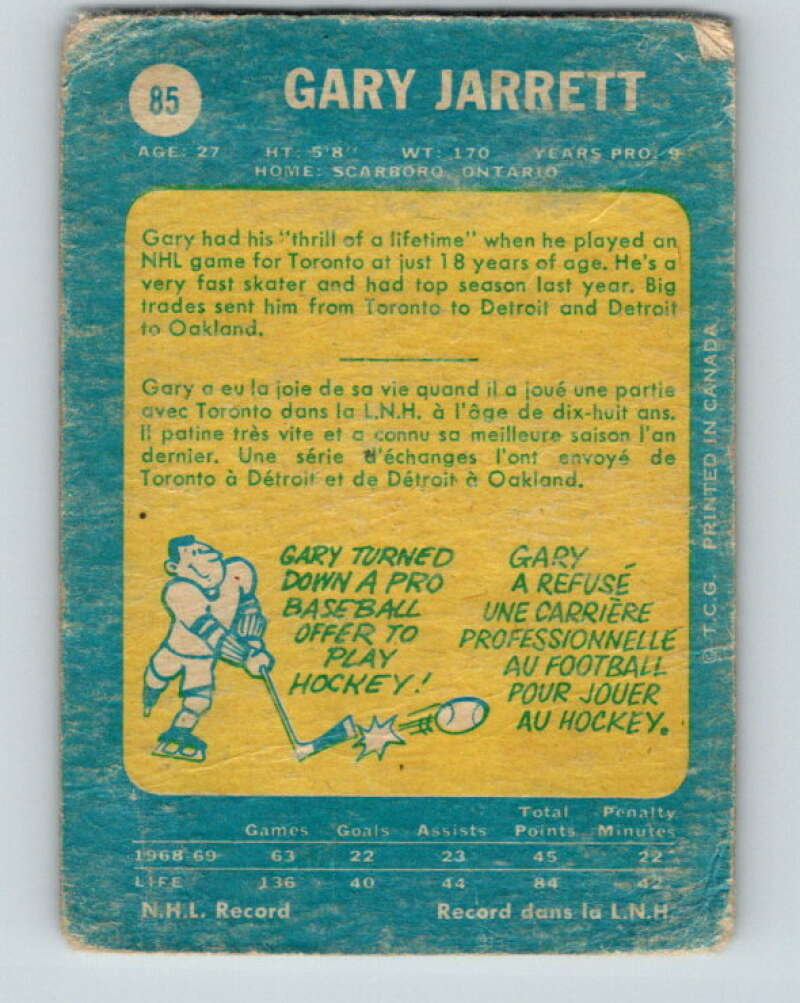 85
GARY JARRETT
AGE: 27 HT: 5'8" WT: 170 YEARS PRO: 9
HOME: SCARBORO, ONTARIO
Gary had his "thrill of a lifetime" when he played an
NHL game for Toronto at just 18 years of age. He's a
very fast skater and had top season last year. Big
trades sent him from Toronto to Detroit and Detroit
to Oakland.
Gary a eu la joie de sa vie quand il a joué une partie
avec Toronto dans la L.N.H. à l'âge de dix-huit ans.
Il patine très vite et a connu sa meilleure saison l'an
dernier. Une série d'échanges l'ont envoyé de
Toronto à Détroit et de Détroit à Oakland.
GARY TURNED
DOWN A PRO
BASEBALL
OFFER TO
PLAY
HOCKEY!
GARY
A REFUSÉ
UNE CARRIÈRE
PROFESSIONNELLE
AU FOOTBALL
POUR JOUER
AU HOCKEY.
© T.C.G. PRINTED IN CANADA
Games Goals Assists Total Points Penalty Minutes
1968-69 63 22 23 45 22
LIFE 136 40 44 84 42
N.H.L. Record Record dans la L.N.H.